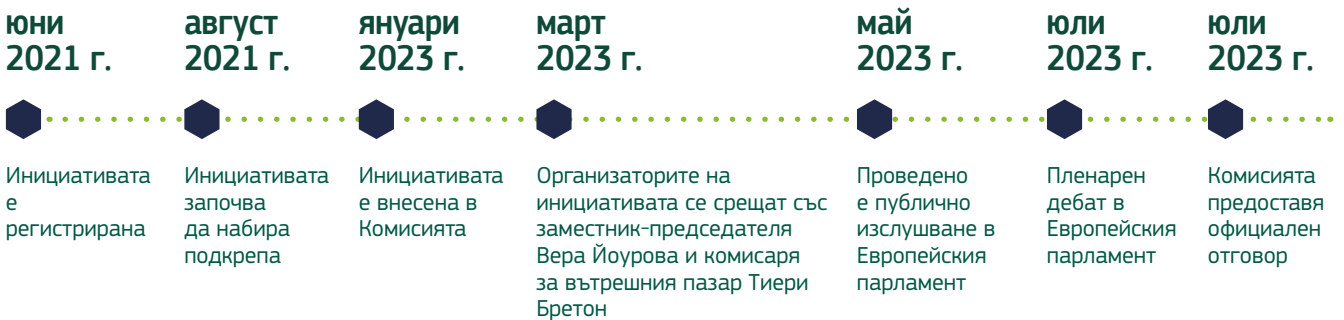 юни
2021 г.
Инициативата
е
регистрирана
август
2021 г.
Инициативата
започва
да набира
подкрепа
януари
2023 г.
Инициативата
е внесена в
Комисията
март
2023 г.
Организаторите на
инициативата се срещат със
заместник-председателя
Вера Йоурова и комисаря
за вътрешния пазар Тиери
Бретон
май
2023 г.
Проведено
е публично
изслушване в
Европейския
парламент
юли
2023 г.
Пленарен
дебат в
Европейския
парламент
юли
2023 г.
Комисията
предоставя
официален
отговор